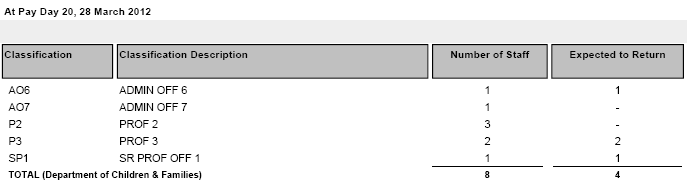 At Pay Day 20, 28 March 2012
Classification Classification Description Number of Staff Expected to Return
AO6 ADMIN OFF 6 1 1
AO7 ADMIN OFF 7 1 -
P2 PROF 2 3 -
P3 PROF 3 2 2
SP1 SR PROF OFF 1 1 1
TOTAL (Department of Children & Families) 8 4